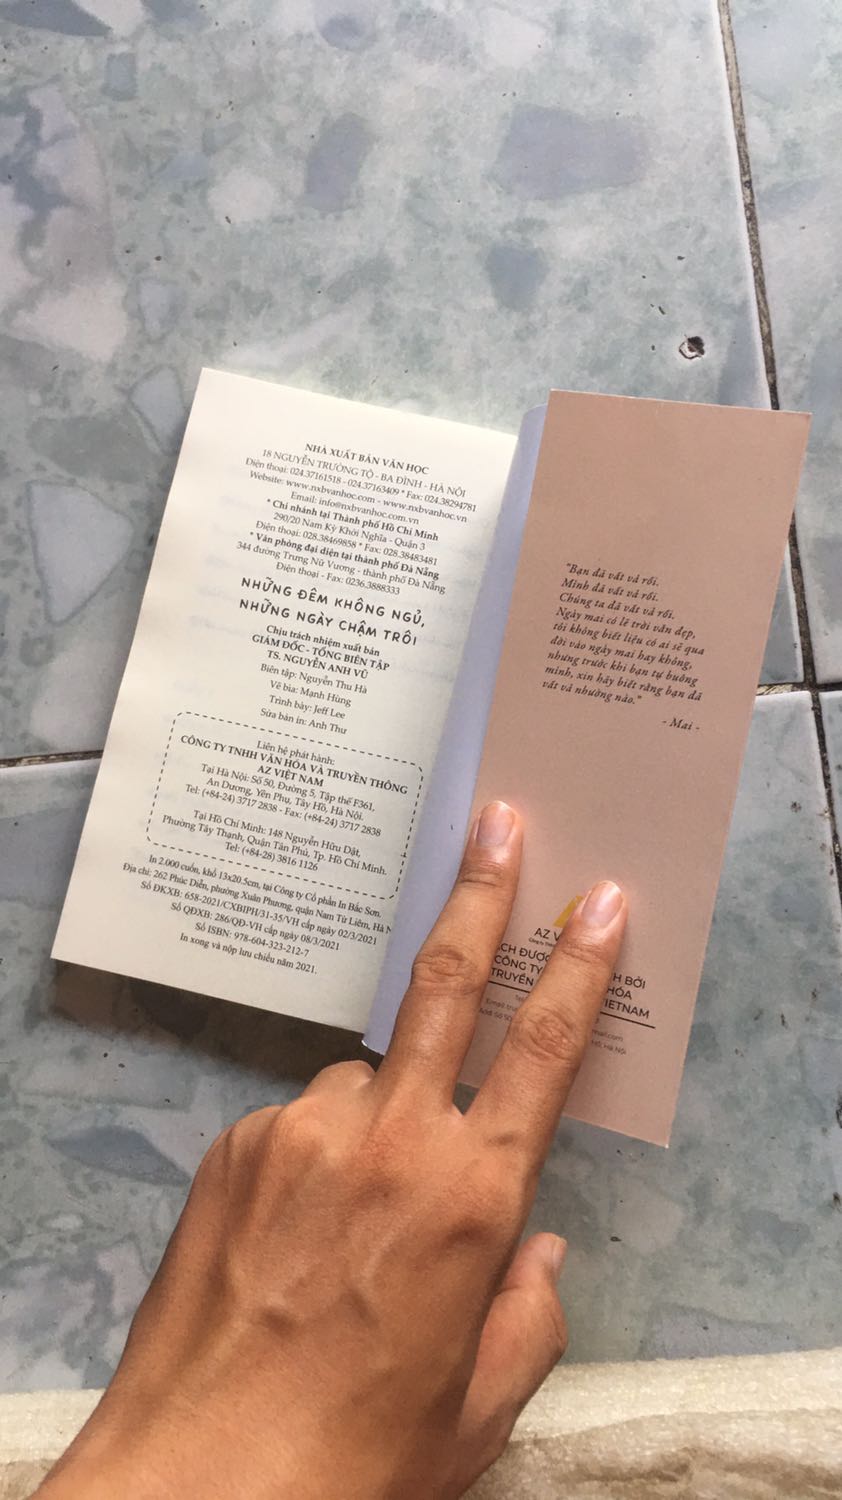 NHÀ XUẤT BẢN VĂN HỌC
18 NGUYỄN TRƯỜNG TỘ - BA ĐÌNH - HÀ NỘI
Điện thoại: 024.37161518 - 024.37163409 * Fax: 024.38294781
Website: www.nxbvanhoc.com - www.nxbvanhoc.vn
Email: info@nxbvanhoc.com.vn
* Chi nhánh tại Thành phố Hồ Chí Minh
290/20 Nam Kỳ Khởi Nghĩa - Quận 3
Điện thoại: 028.38469858 * Fax: 028.38483481
* Văn phòng đại diện tại thành phố Đà Nẵng
344 đường Trưng Nữ Vương - thành phố Đà Nẵng
Điện thoại - Fax: 0236.3888333
NHỮNG ĐÊM KHÔNG NGỦ,
NHỮNG NGÀY CHẬM TRÔI
Chịu trách nhiệm xuất bản
GIÁM ĐỐC - TỔNG BIÊN TẬP
TS. NGUYỄN ANH VŨ
Biên tập: Nguyễn Thu Hà
Vẽ bìa: Mạnh Hùng
Trình bày: Jeff Lee
Sửa bản in: Anh Thư
Liên hệ phát hành:
CÔNG TY TNHH VĂN HÓA VÀ TRUYỀN THÔNG
AZ VIỆT NAM
Tại Hà Nội: Số 50, Đường 5, Tập thể F361,
An Dương, Yên Phụ, Tây Hồ, Hà Nội.
Tel: (+84-24) 3717 2838 - Fax: (+84-24) 3717 2838
Tại Hồ Chí Minh: 148 Nguyễn Hữu Dật,
Phường Tây Thạnh, Quận Tân Phú, Tp. Hồ Chí Minh.
Tel: (+84-28) 3816 1126
In 2.000 cuốn, khổ 13x20.5cm, tại Công ty Cổ phần In Bắc Sơn.
Địa chỉ: 262 Phúc Diễn, phường Xuân Phương, quận Nam Từ Liêm, Hà N
Số ĐKXB: 658-2021/CXBIPH/31-35/VH cấp ngày 02/3/2021
Số QĐXB: 286/QĐ-VH cấp ngày 08/3/2021
Số ISBN: 978-604-323-212-7
In xong và nộp lưu chiểu năm 2021.
"Bạn đã vất vả rồi.
Mình đã vất vả rồi.
Chúng ta đã vất vả rồi.
Ngày mai có lẽ trời vẫn đẹp,
tôi không biết liệu có ai sẽ qua
đời vào ngày mai hay không,
nhưng trước khi bạn tự buông
mình, xin hãy biết rằng bạn đã
vất vả nhường nào."
- Mai -
AZ V
ÁCH ĐƯỢC H BỞI
CÔNG TY HÓA
TRUYỀN VIETNAM
Email mail.com
Add: Số 50 Hồ, Hà Nội